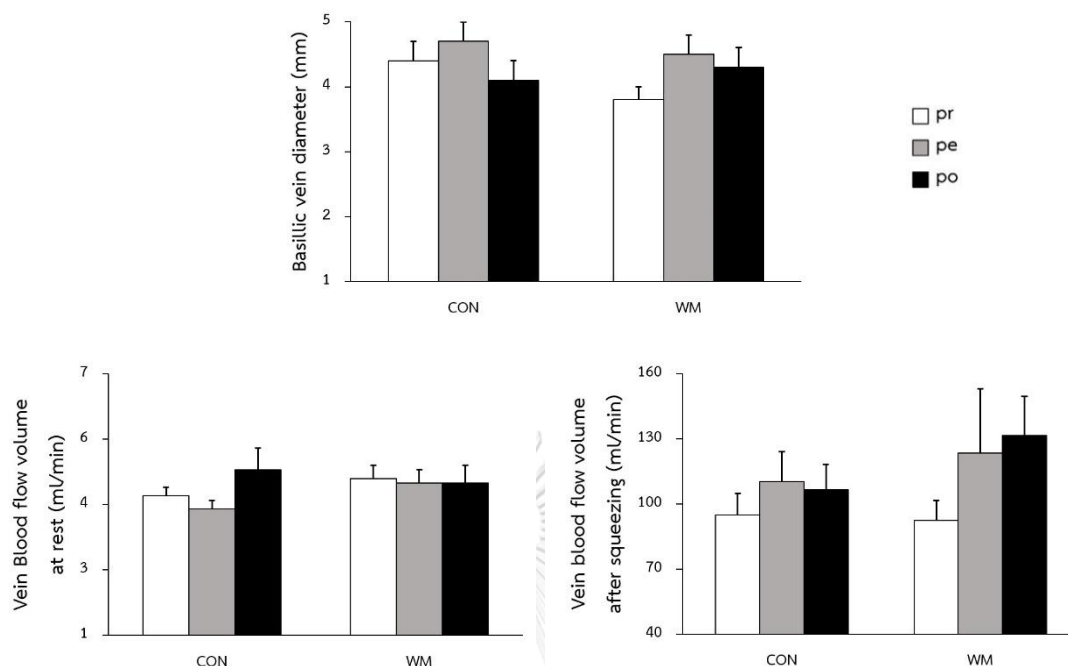 Basillic vein diameter (mm)
5
4
3
2
1
CON
WM
pr
pe
po
Vein Blood flow volume
at rest (ml/min)
7
6
4
3
1
CON
WM
Vein blood flow volume
after squeezing (ml/min)
160
130
100
70
40
CON
WM